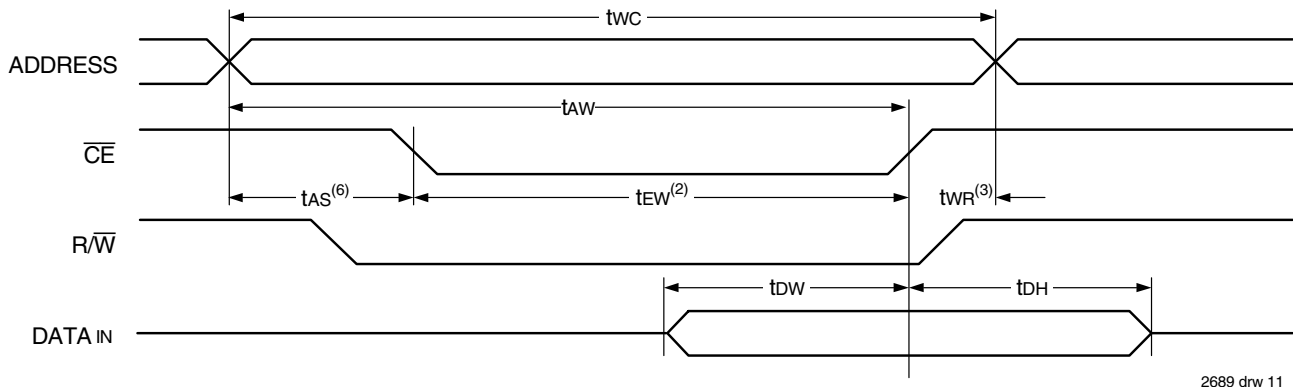 tWC
ADDRESS
tAW
CE
tAS(6) tEW(2) tWR(3)
R/W
tDW tDH
DATA IN
2689 drw 11